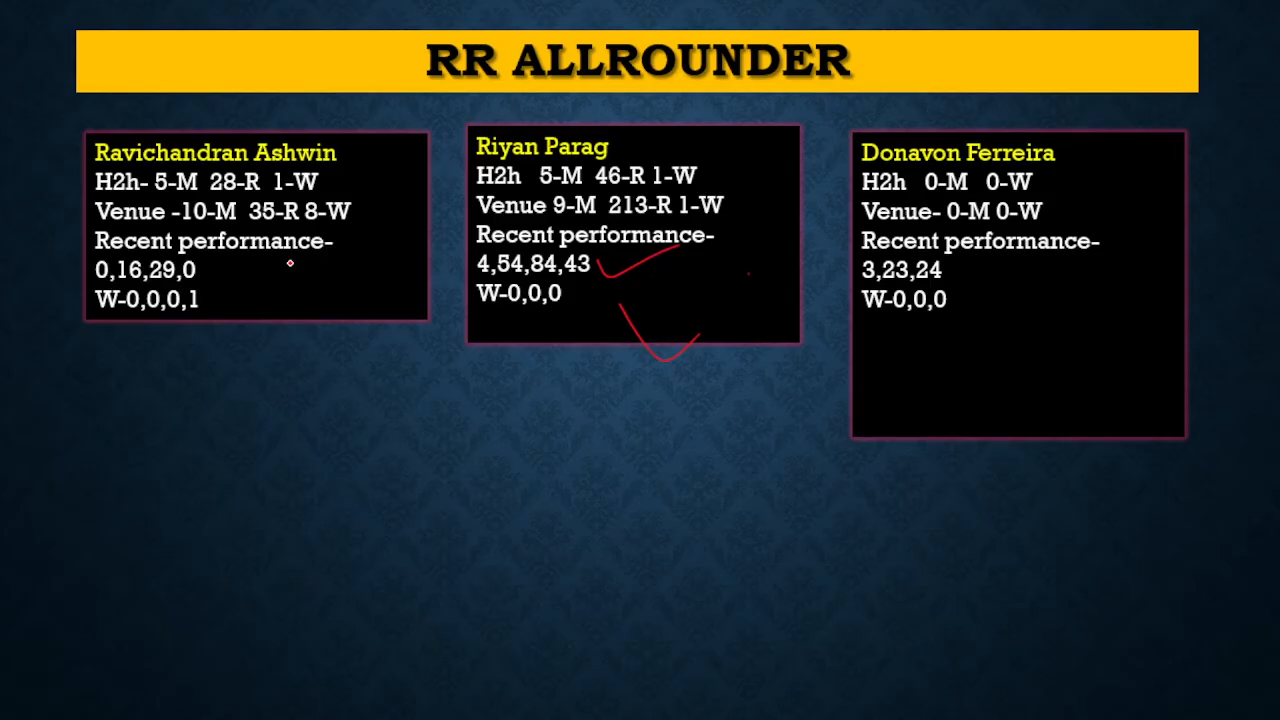 RR ALLROUNDER
Ravichandran Ashwin
H2h- 5-M 28-R 1-W
Venue -10-M 35-R 8-W
Recent performance-
0,16,29,0
W-0,0,0,1
Riyan Parag
H2h 5-M 46-R 1-W
Venue 9-M 213-R 1-W
Recent performance-
4,54,84,43
W-0,0,0
Donavon Ferreira
H2h 0-M 0-W
Venue- 0-M 0-W
Recent performance-
3,23,24
W-0,0,0